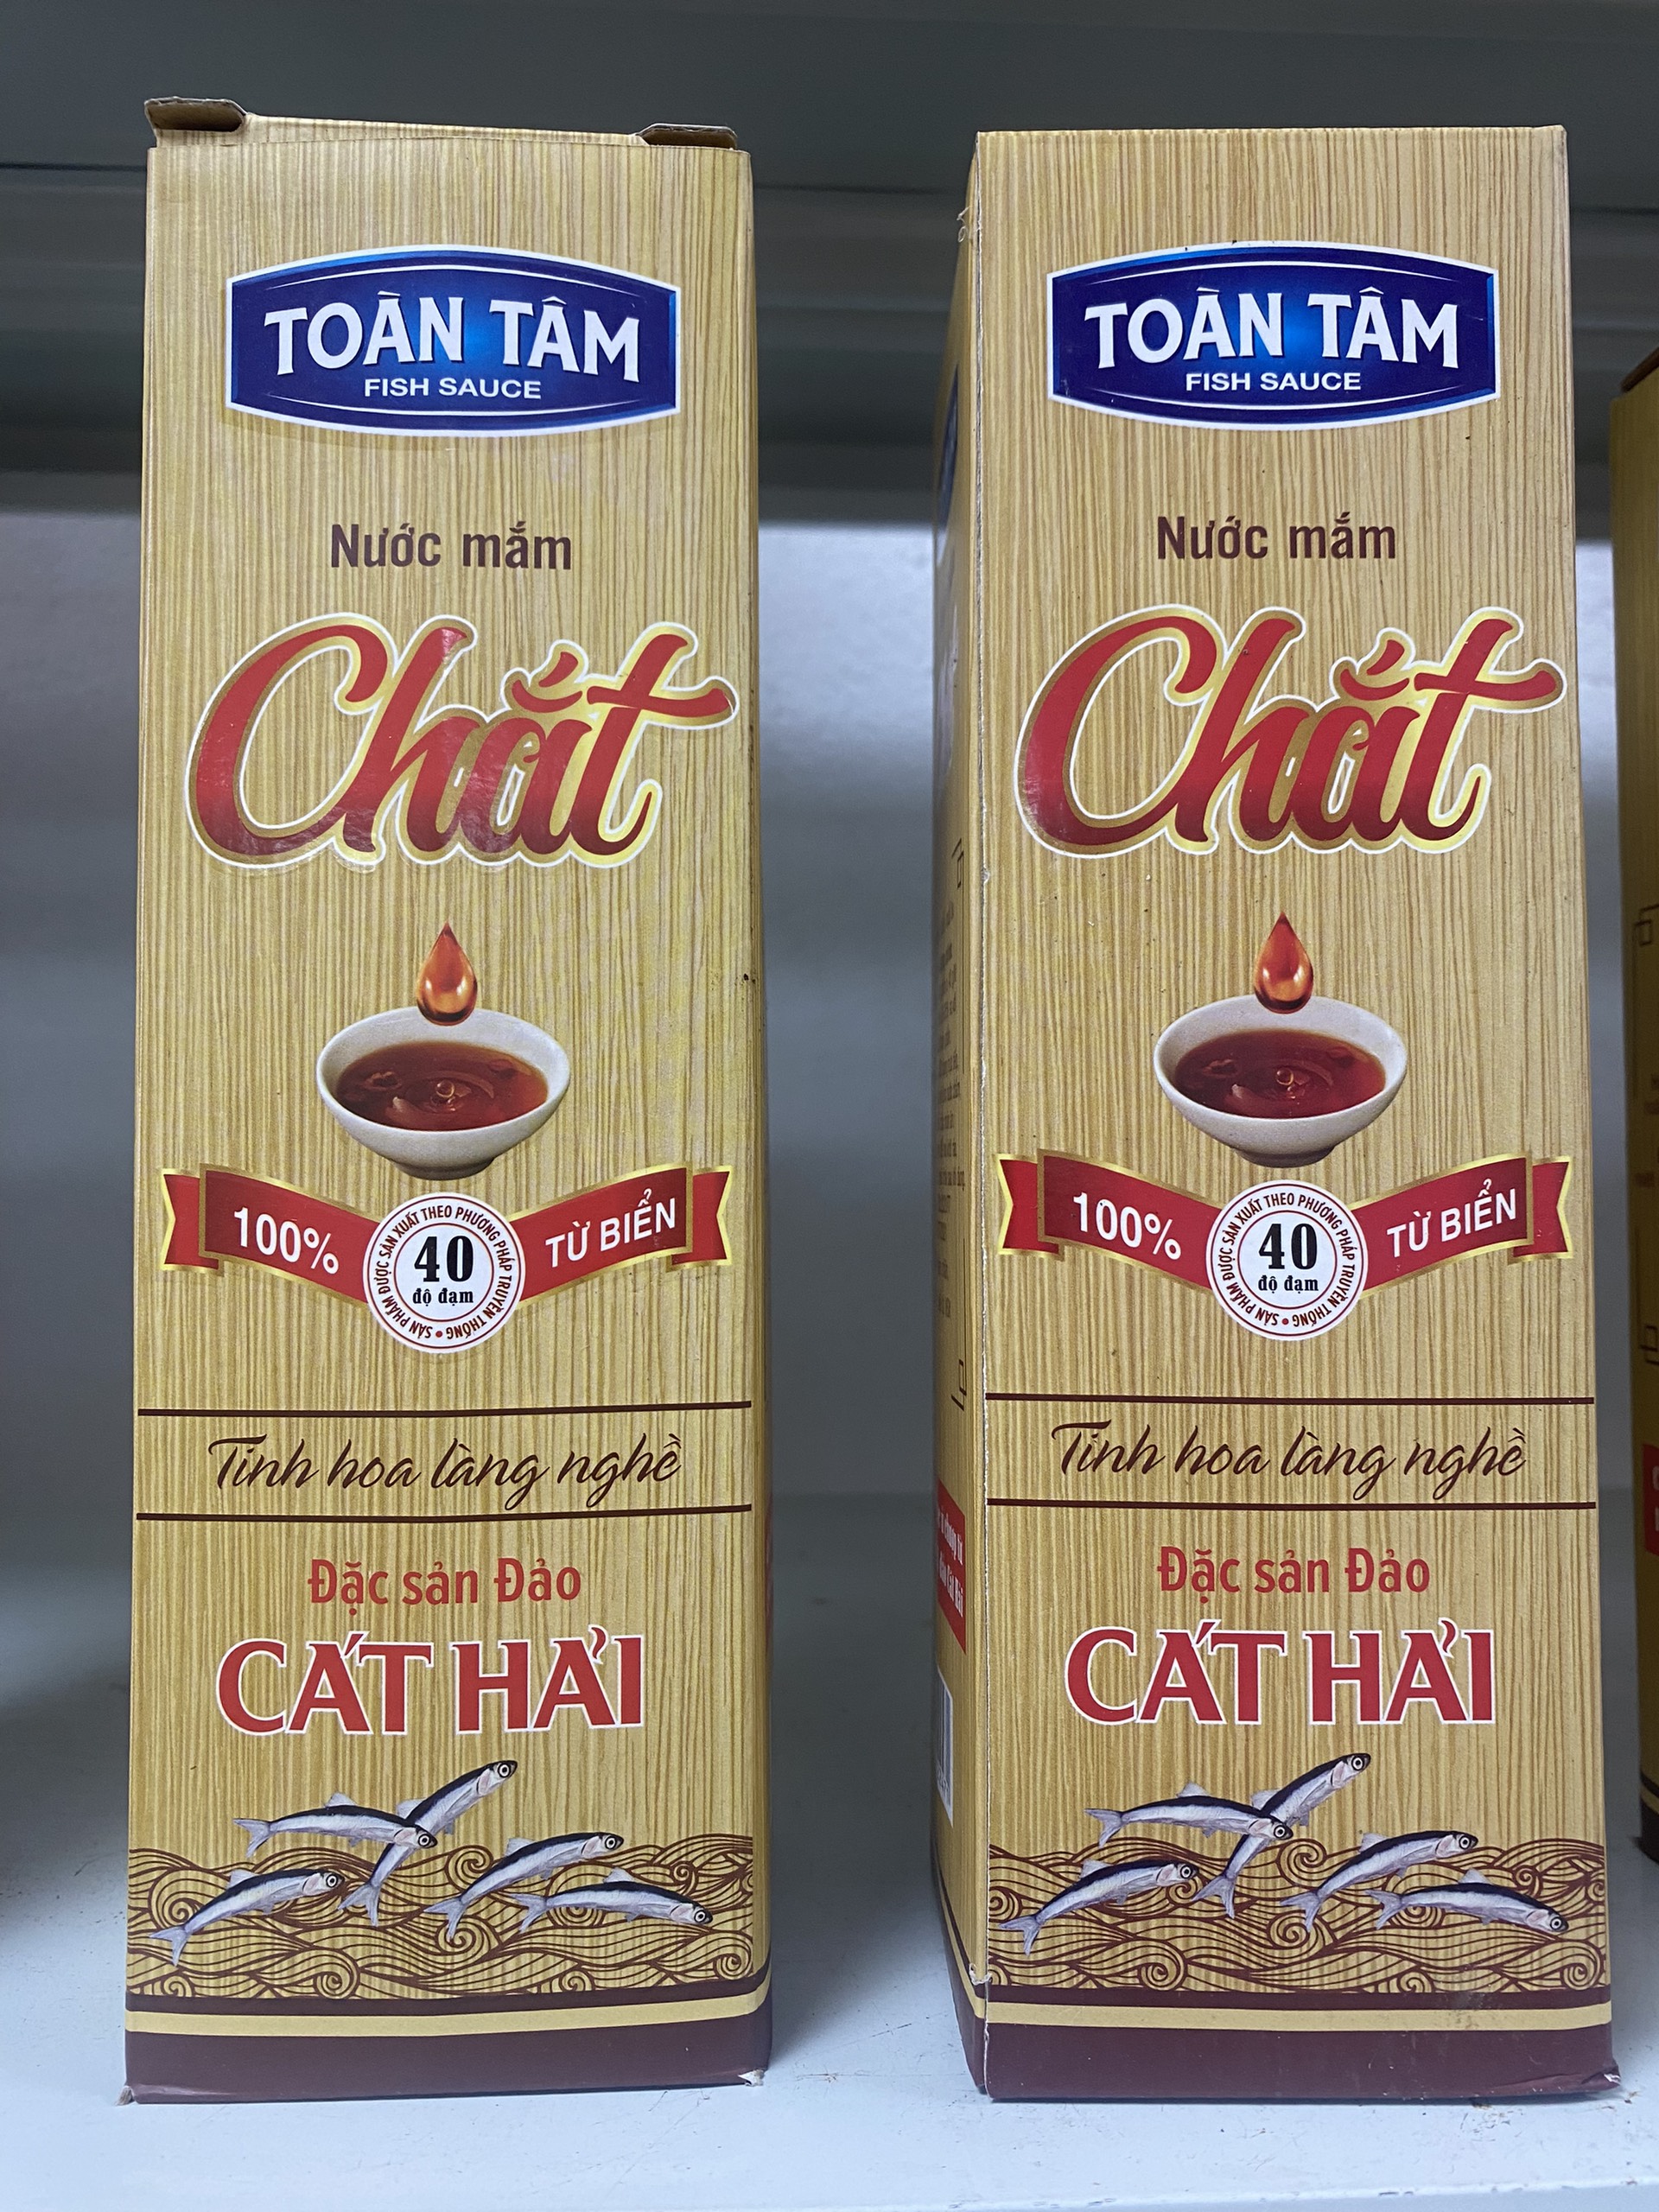 TOÀN TÂM
FISH SAUCE
Nước mắm
Chắt
100%
TỪ BIỂN
SẢN PHẨM ĐƯỢC SẢN XUẤT THEO PHƯƠNG PHÁP TRUYỀN THỐNG
40
độ đạm
Tinh hoa làng nghề
Đặc sản Đảo
CÁT HẢI
TOÀN TÂM
FISH SAUCE
Nước mắm
Chắt
100%
TỪ BIỂN
SẢN PHẨM ĐƯỢC SẢN XUẤT THEO PHƯƠNG PHÁP TRUYỀN THỐNG
40
độ đạm
Tinh hoa làng nghề
Đặc sản Đảo
CÁT HẢI